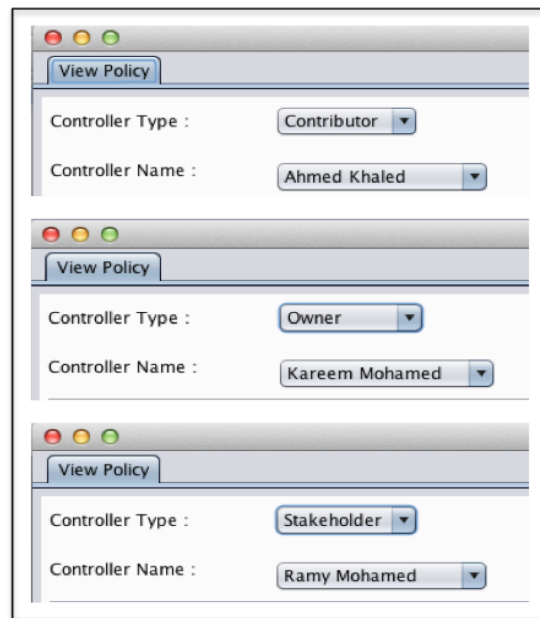 View Policy
Controller Type : Contributor
Controller Name : Ahmed Khaled
View Policy
Controller Type : Owner
Controller Name : Kareem Mohamed
View Policy
Controller Type : Stakeholder
Controller Name : Ramy Mohamed